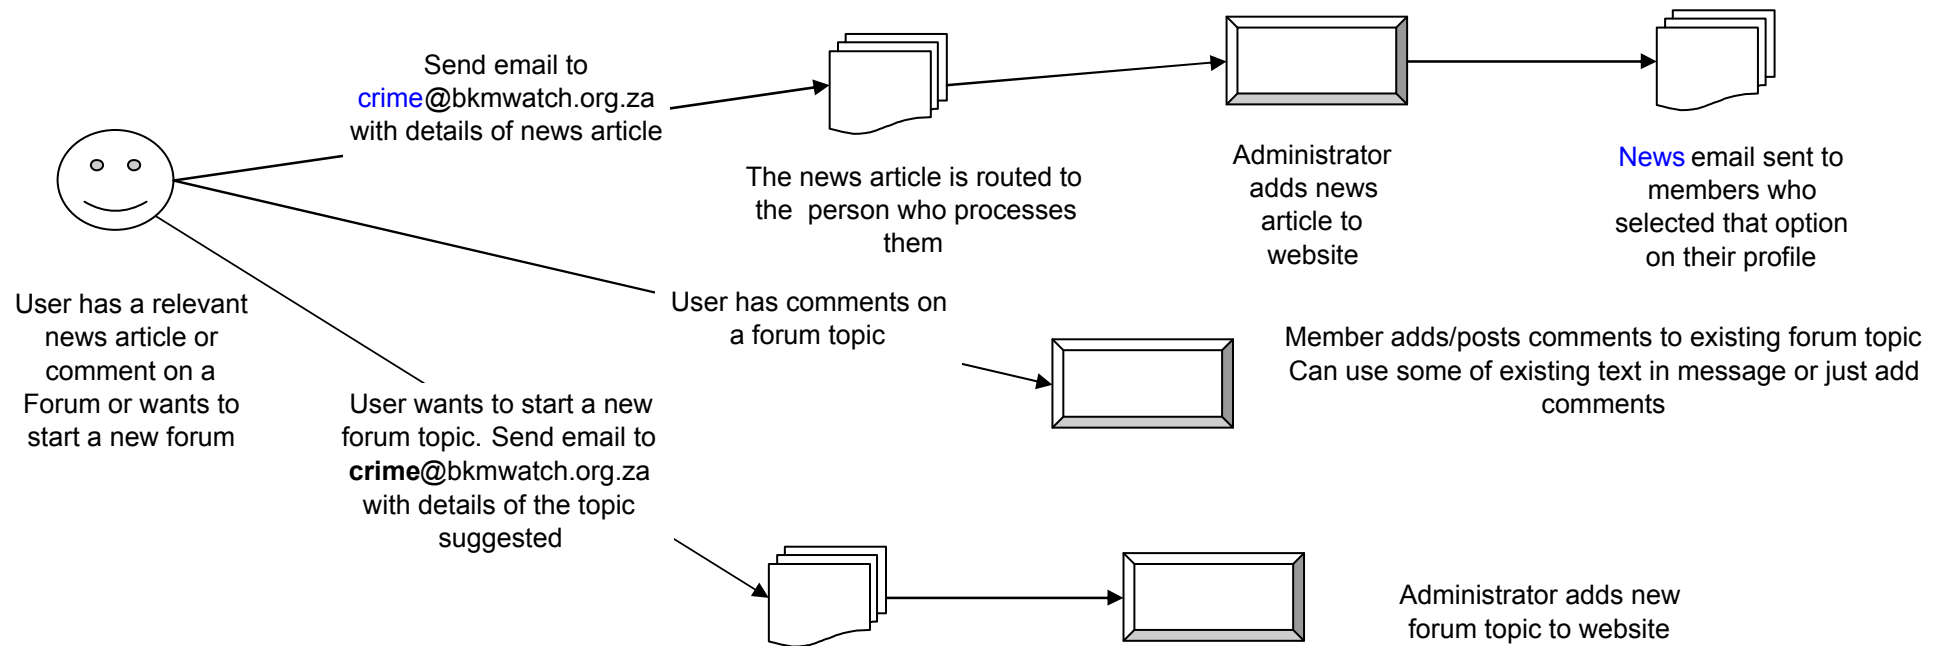 Send email to
crime@bkmwatch.org.za
with details of news article
The news article is routed to
the person who processes
them
Administrator
adds news
article to
website
News email sent to
members who
selected that option
on their profile
User has a relevant
news article or
comment on a
Forum or wants to
start a new forum
User has comments on
a forum topic
Member adds/posts comments to existing forum topic
Can use some of existing text in message or just add
comments
User wants to start a new
forum topic. Send email to
crime@bkmwatch.org.za
with details of the topic
suggested
Administrator adds new
forum topic to website